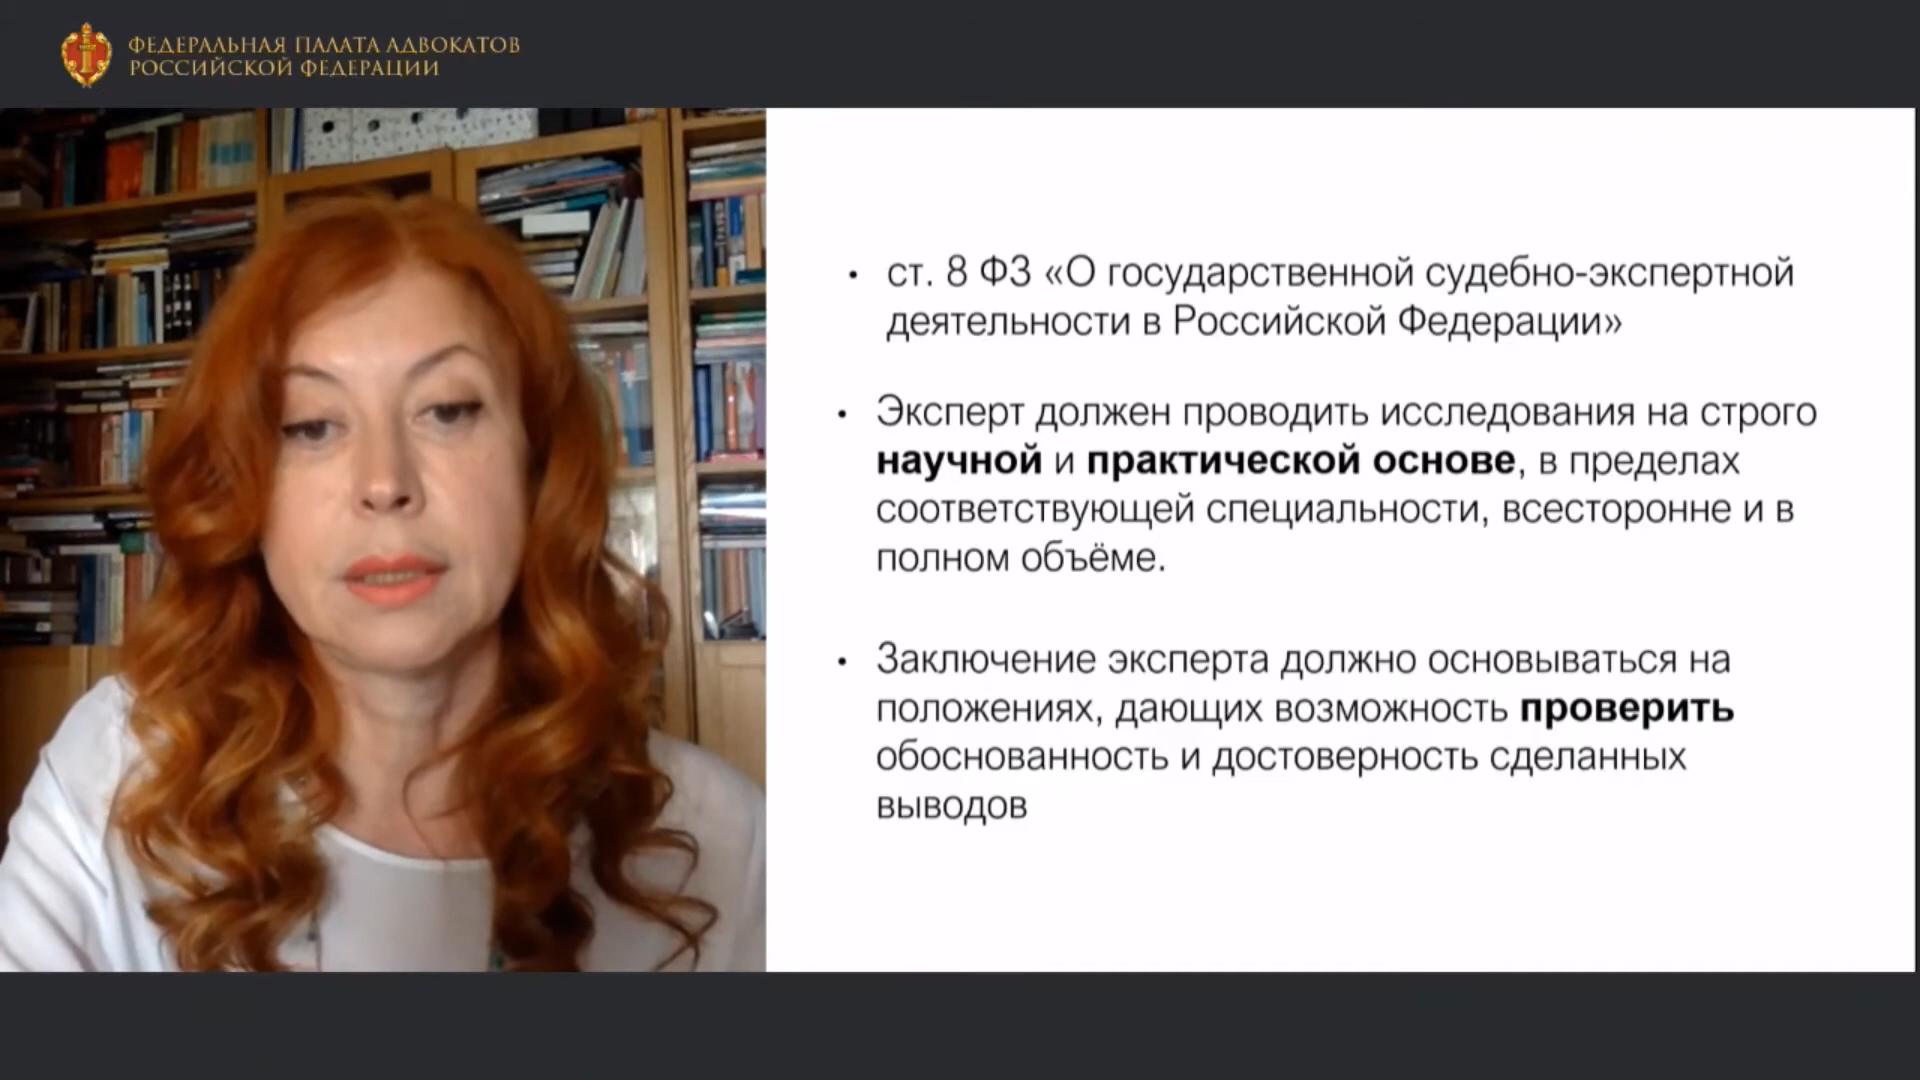 ФЕДЕРАЛЬНАЯ ПАЛАТА АДВОКАТОВ
РОССИЙСКОЙ ФЕДЕРАЦИИ
• ст. 8 ФЗ «О государственной судебно-экспертной
деятельности в Российской Федерации»
• Эксперт должен проводить исследования на строго
научной и практической основе, в пределах
соответствующей специальности, всесторонне и в
полном объёме.
• Заключение эксперта должно основываться на
положениях, дающих возможность проверить
обоснованность и достоверность сделанных
выводов